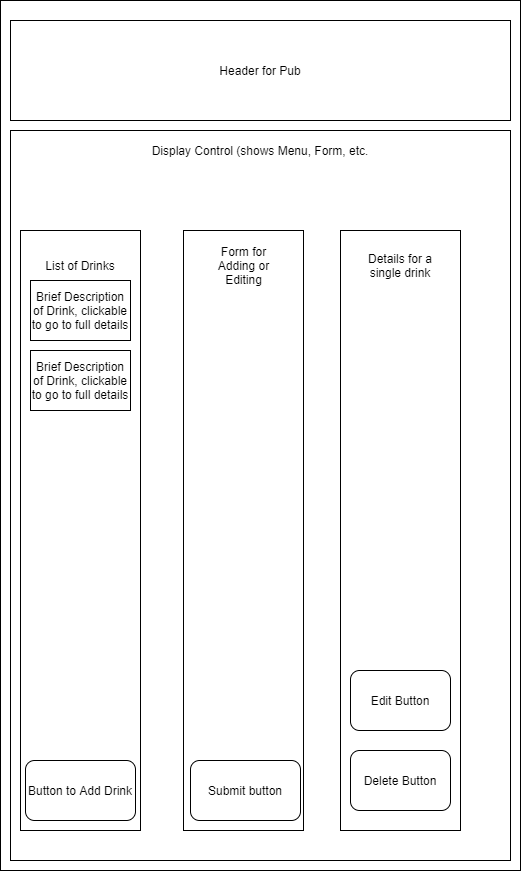 Header for Pub
Display Control (shows Menu, Form, etc.
List of Drinks
Brief Description
of Drink, clickable
to go to full details
Brief Description
of Drink, clickable
to go to full details
Button to Add Drink
Form for
Adding or
Editing
Submit button
Details for a
single drink
Edit Button
Delete Button